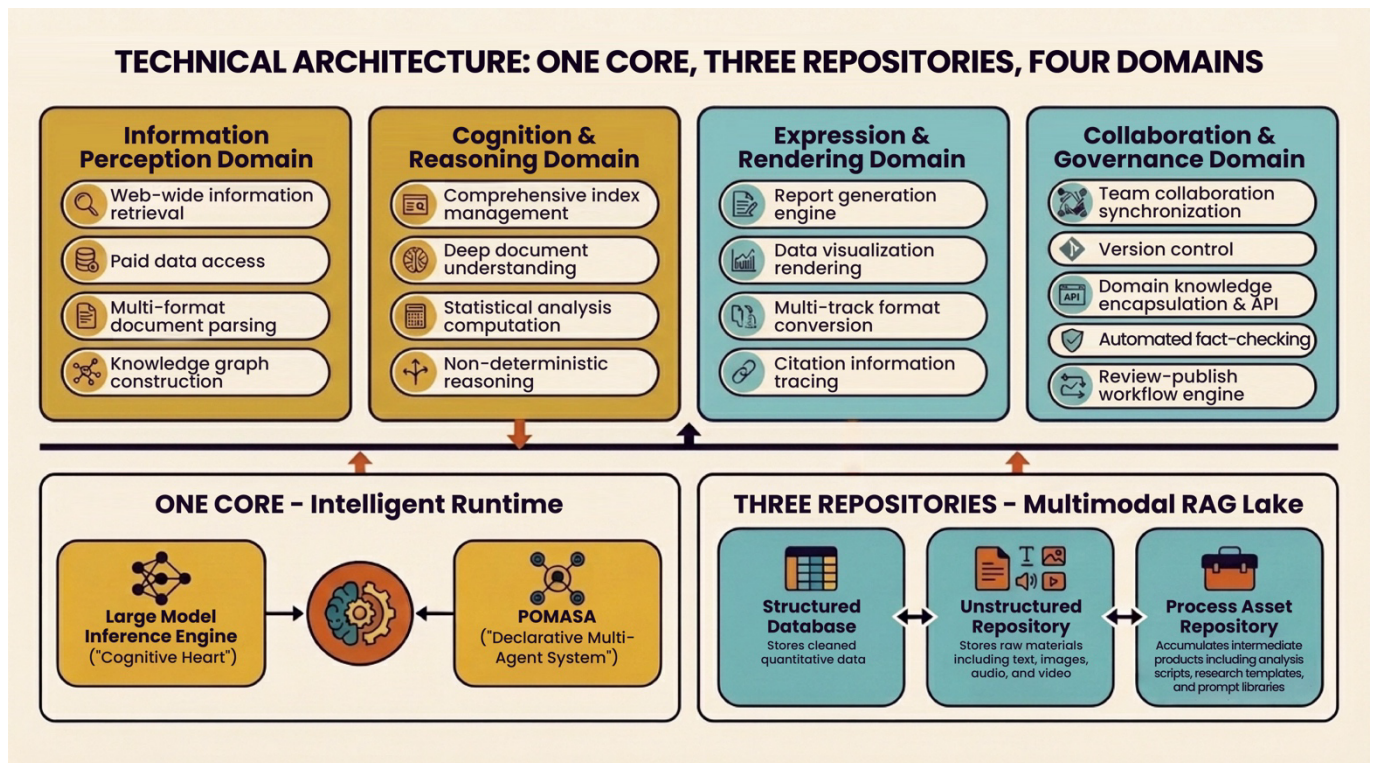 TECHNICAL ARCHITECTURE: ONE CORE, THREE REPOSITORIES, FOUR DOMAINS
Information
Perception Domain
Web-wide information
retrieval
Paid data access
Multi-format
document parsing
Knowledge graph
construction
Cognition &
Reasoning Domain
Comprehensive index
management
Deep document
understanding
Statistical analysis
computation
Non-deterministic
reasoning
Expression &
Rendering Domain
Report generation
engine
Data visualization
rendering
Multi-track format
conversion
Citation information
tracing
Collaboration &
Governance Domain
Team collaboration
synchronization
Version control
API
Domain knowledge
encapsulation & API
Automated fact-checking
Review-publish
workflow engine
ONE CORE - Intelligent Runtime
Large Model
Inference Engine
("Cognitive Heart")
POMASA
("Declarative Multi-
Agent System")
THREE REPOSITORIES - Multimodal RAG Lake
Structured
Database
Stores cleaned
quantitative data
T
Unstructured
Repository
Stores raw materials
including text, images,
audio, and video
Process Asset
Repository
Accumulates intermediate
products including analysis
scripts, research templates,
and prompt libraries